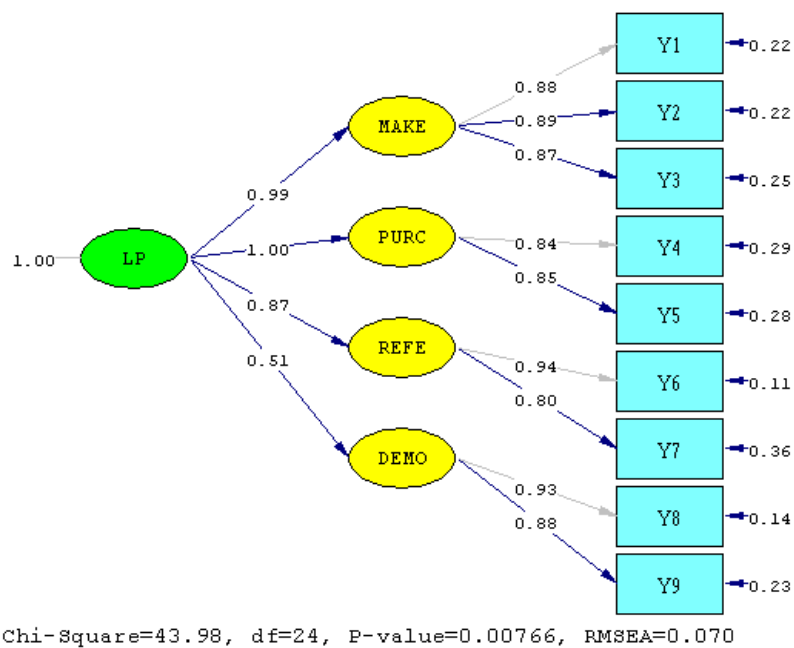 Y1
0.22
0.88
Y2
0.22
MAKE
0.89
0.87
Y3
0.25
0.99
PURC
0.84
Y4
0.29
1.00
LP
1.00
0.85
Y5
0.28
0.87
REFE
0.94
Y6
0.11
0.51
0.80
Y7
0.36
DEMO
0.93
Y8
0.14
0.88
Y9
0.23
Chi-Square=43.98, df=24, P-value=0.00766, RMSEA=0.070